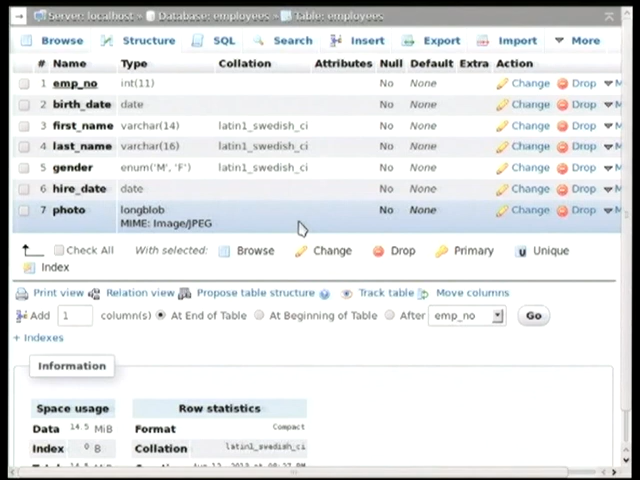 Server: localhost » Database: employees » Table: employees
Browse Structure SQL Search Insert Export Import More
# Name Type Collation Attributes Null Default Extra Action
1 emp_no int(11) No None Change Drop M
2 birth_date date No None Change Drop M
3 first_name varchar(14) latin1_swedish_ci No None Change Drop M
4 last_name varchar(16) latin1_swedish_ci No None Change Drop M
5 gender enum('M', 'F') latin1_swedish_ci No None Change Drop M
6 hire_date date No None Change Drop M
7 photo longblob No None Change Drop M
MIME: Image/JPEG
Check All With selected: Browse Change Drop Primary Unique
Index
Print view Relation view Propose table structure Track table Move columns
Add 1 column(s) At End of Table At Beginning of Table After emp_no Go
+ Indexes
Information
Space usage Row statistics
Data 14.5 MiB Format Compact
Index 0 B Collation latin1_swedish_ci